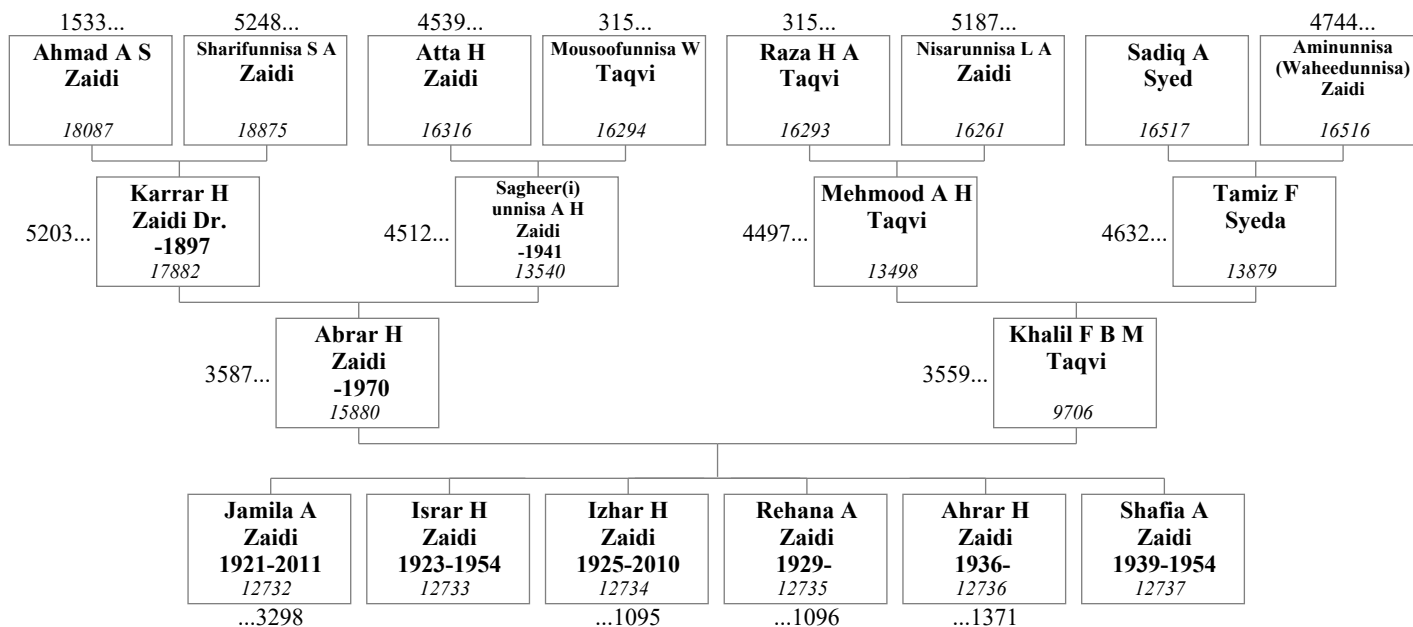 1533... 5248... 4539... 315... 315... 5187... 4744...
Ahmad A S
Zaidi
18087
Sharifunnisa S A
Zaidi
18875
Atta H
Zaidi
16316
Mousoofunnisa W
Taqvi
16294
Raza H A
Taqvi
16293
Nisarunnisa L A
Zaidi
16261
Sadiq A
Syed
16517
Aminunnisa
(Waheedunnisa)
Zaidi
16516
5203...
Karrar H
Zaidi Dr.
-1897
17882
4512...
Sagheer(i)
unnisa A H
Zaidi
-1941
13540
4497...
Mehmood A H
Taqvi
13498
4632...
Tamiz F
Syeda
13879
3587...
Abrar H
Zaidi
-1970
15880
3559...
Khalil F B M
Taqvi
9706
Jamila A
Zaidi
1921-2011
12732
...3298
Israr H
Zaidi
1923-1954
12733
Izhar H
Zaidi
1925-2010
12734
...1095
Rehana A
Zaidi
1929-
12735
...1096
Ahrar H
Zaidi
1936-
12736
...1371
Shafia A
Zaidi
1939-1954
12737